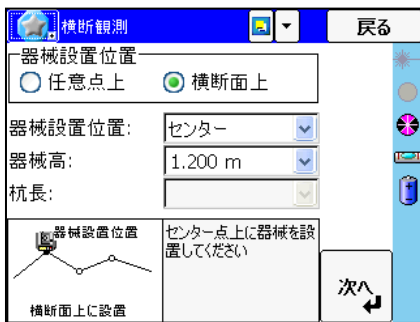 横断観測
戻る
器械設置位置
任意点上 横断面上
器械設置位置: センター
器械高: 1.200 m
杭長:
器械設置位置
横断面上に設置
センター点上に器械を設
置してください
次へ